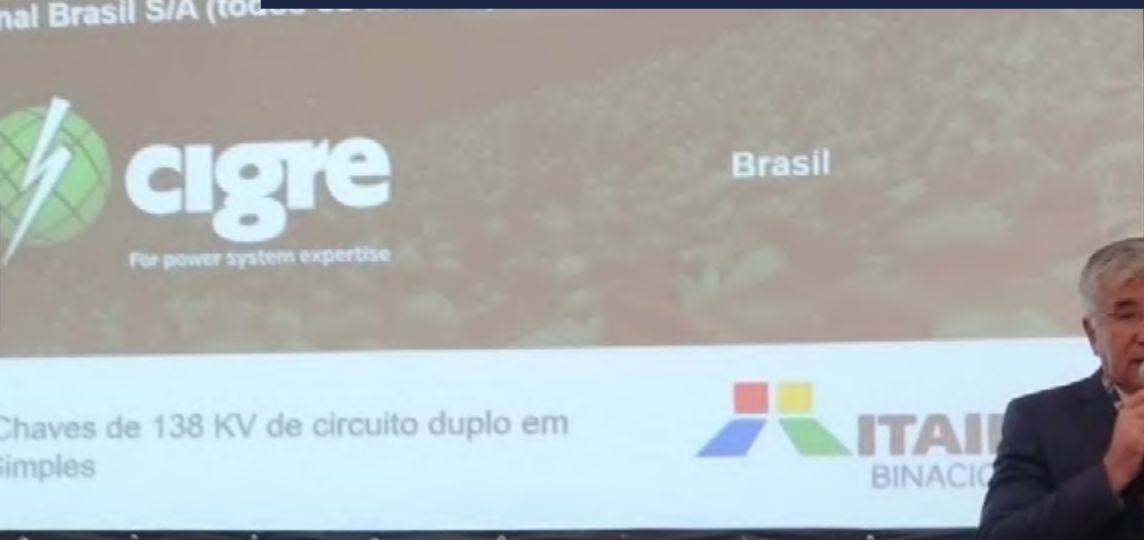 nal Brasil S/A
cigre
For power system expertise
Brasil
Chaves de 138 KV de circuito duplo em
Simples
ITAI
BINACIO